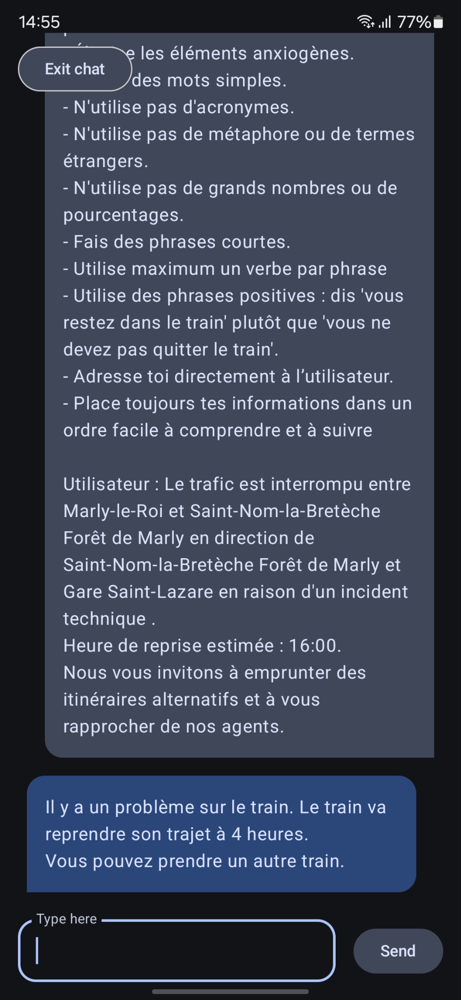 14:55
77%
Exit chat
e les éléments anxiogènes.
des mots simples.
- N'utilise pas d'acronymes.
- N'utilise pas de métaphore ou de termes
étrangers.
- N'utilise pas de grands nombres ou de
pourcentages.
- Fais des phrases courtes.
- Utilise maximum un verbe par phrase
- Utilise des phrases positives : dis 'vous
restez dans le train' plutôt que 'vous ne
devez pas quitter le train'.
- Adresse toi directement à l’utilisateur.
- Place toujours tes informations dans un
ordre facile à comprendre et à suivre
Utilisateur : Le trafic est interrompu entre
Marly-le-Roi et Saint-Nom-la-Bretèche
Forêt de Marly en direction de
Saint-Nom-la-Bretèche Forêt de Marly et
Gare Saint-Lazare en raison d'un incident
technique .
Heure de reprise estimée : 16:00.
Nous vous invitons à emprunter des
itinéraires alternatifs et à vous
rapprocher de nos agents.
Il y a un problème sur le train. Le train va
reprendre son trajet à 4 heures.
Vous pouvez prendre un autre train.
Type here
Send